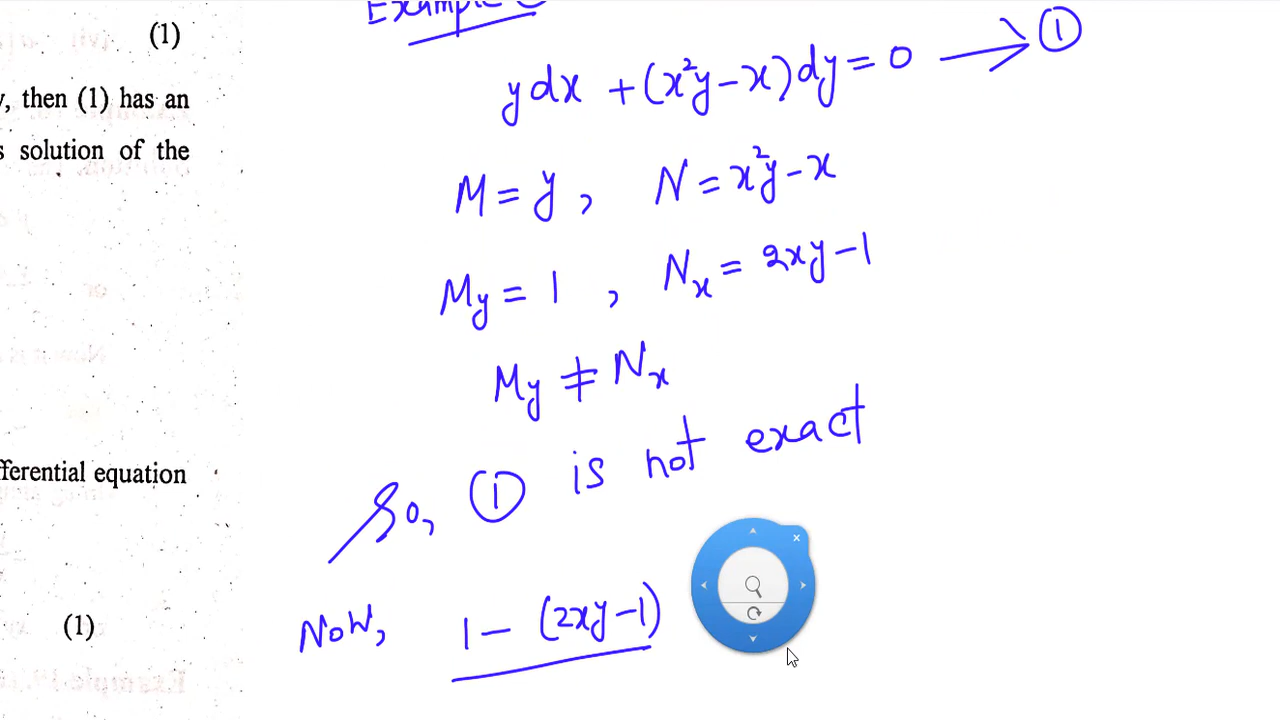 Example
(1)
ydx + (x²y - x)dy = 0 → ①
y, then (1) has an
s solution of the
M = y, N = x²y - x
My = 1, Nx = 2xy - 1
My ≠ Nx
fferential equation
So, ① is not exact
(1)
Now, 1 - (2xy - 1)